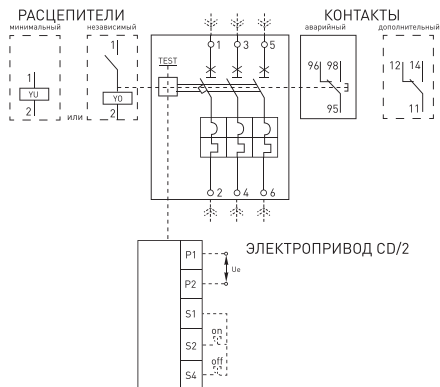 РАСЦЕПИТЕЛИ
КОНТАКТЫ
минимальный
независимый
аварийный
дополнительный
1
YU
2
или
1
YO
2
TEST
1
3
5
2
4
6
96
98
95
12
14
11
ЭЛЕКТРОПРИВОД CD/2
P1
Ue
P2
S1
on
S2
off
S4